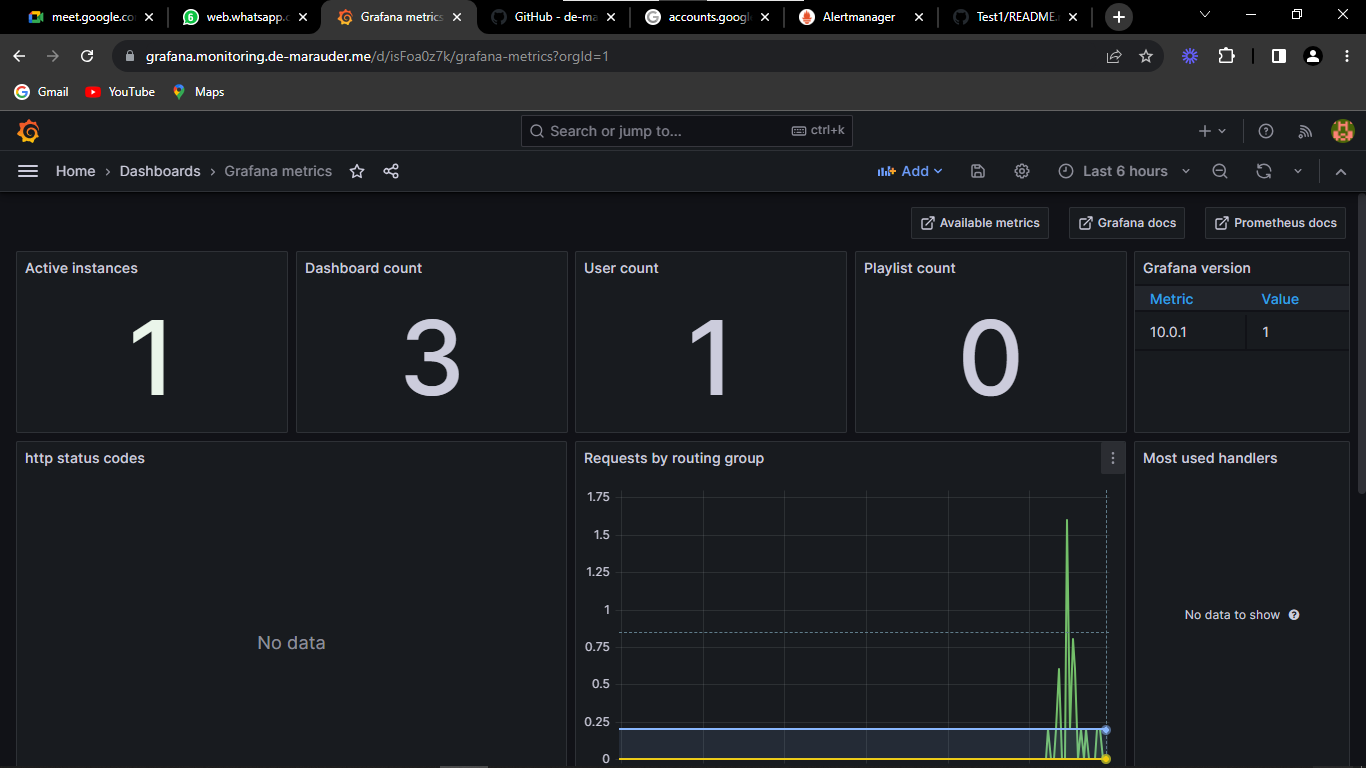 meet.google.co
6
web.whatsapp.c
Grafana metrics
GitHub - de-ma
accounts.googl
Alertmanager
Test1/README.
grafana.monitoring.de-marauder.me/d/isFoa0z7k/grafana-metrics?orgId=1
Gmail
YouTube
Maps
Search or jump to...
ctrl+k
Home › Dashboards › Grafana metrics
Add
Last 6 hours
Available metrics
Grafana docs
Prometheus docs
Active instances
1
Dashboard count
3
User count
1
Playlist count
0
Grafana version
Metric Value
10.0.1 1
http status codes
No data
Requests by routing group
1.75
1.5
1.25
1
0.75
0.5
0.25
0
Most used handlers
No data to show